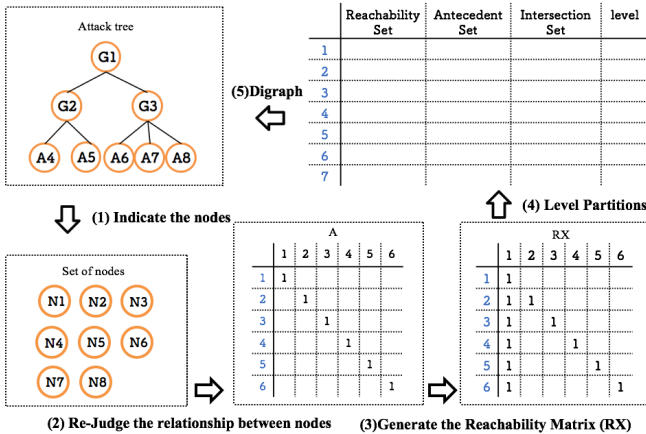 Attack tree
G1
G2 G3
A4 A5 A6 A7 A8
(1) Indicate the nodes
Set of nodes
N1 N2 N3
N4 N5 N6
N7 N8
(2) Re-Judge the relationship between nodes
A
1 2 3 4 5 6
1 1
2 1
3 1
4 1
5 1
6 1
(3)Generate the Reachability Matrix (RX)
RX
1 2 3 4 5 6
1 1
2 1 1
3 1 1
4 1 1
5 1 1
6 1 1
(4) Level Partitions
Reachability Antecedent Intersection level
Set Set Set
1
2
3
4
5
6
7
(5)Digraph